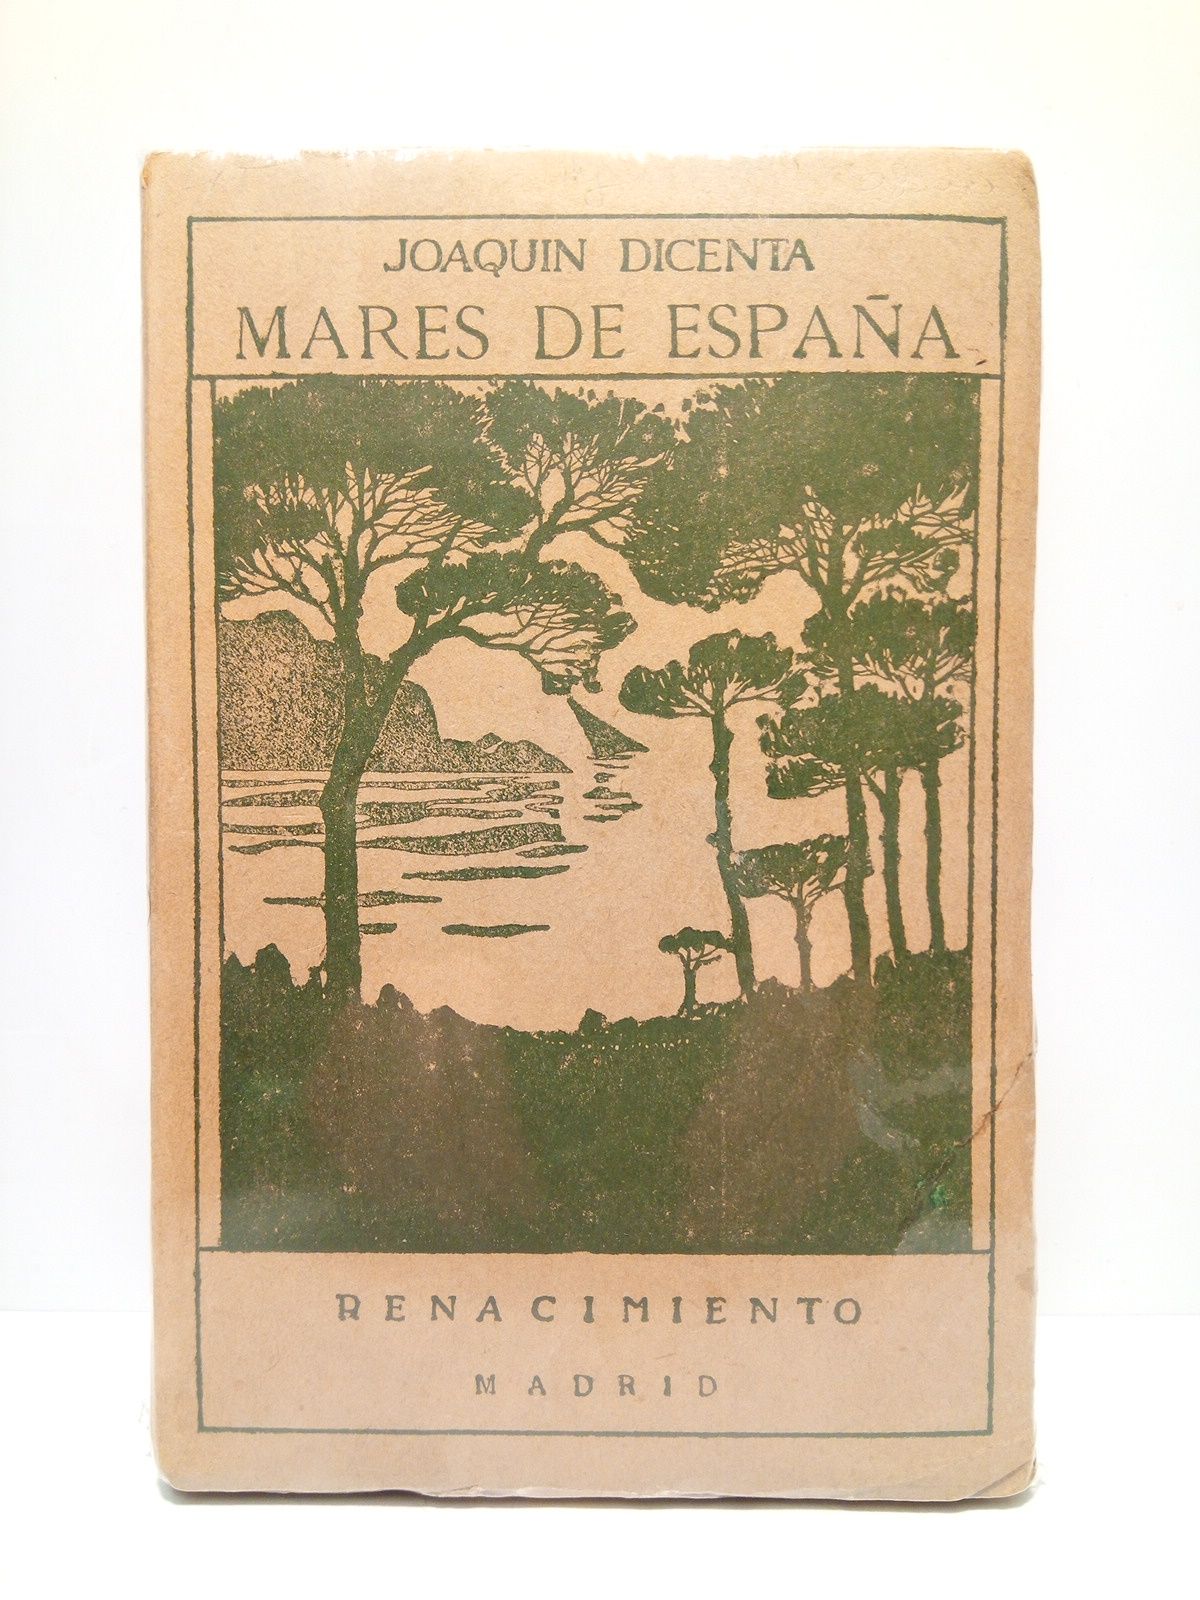 JOAQUIN DICENTA
MARES DE ESPAÑA
RENACIMIENTO
MADRID